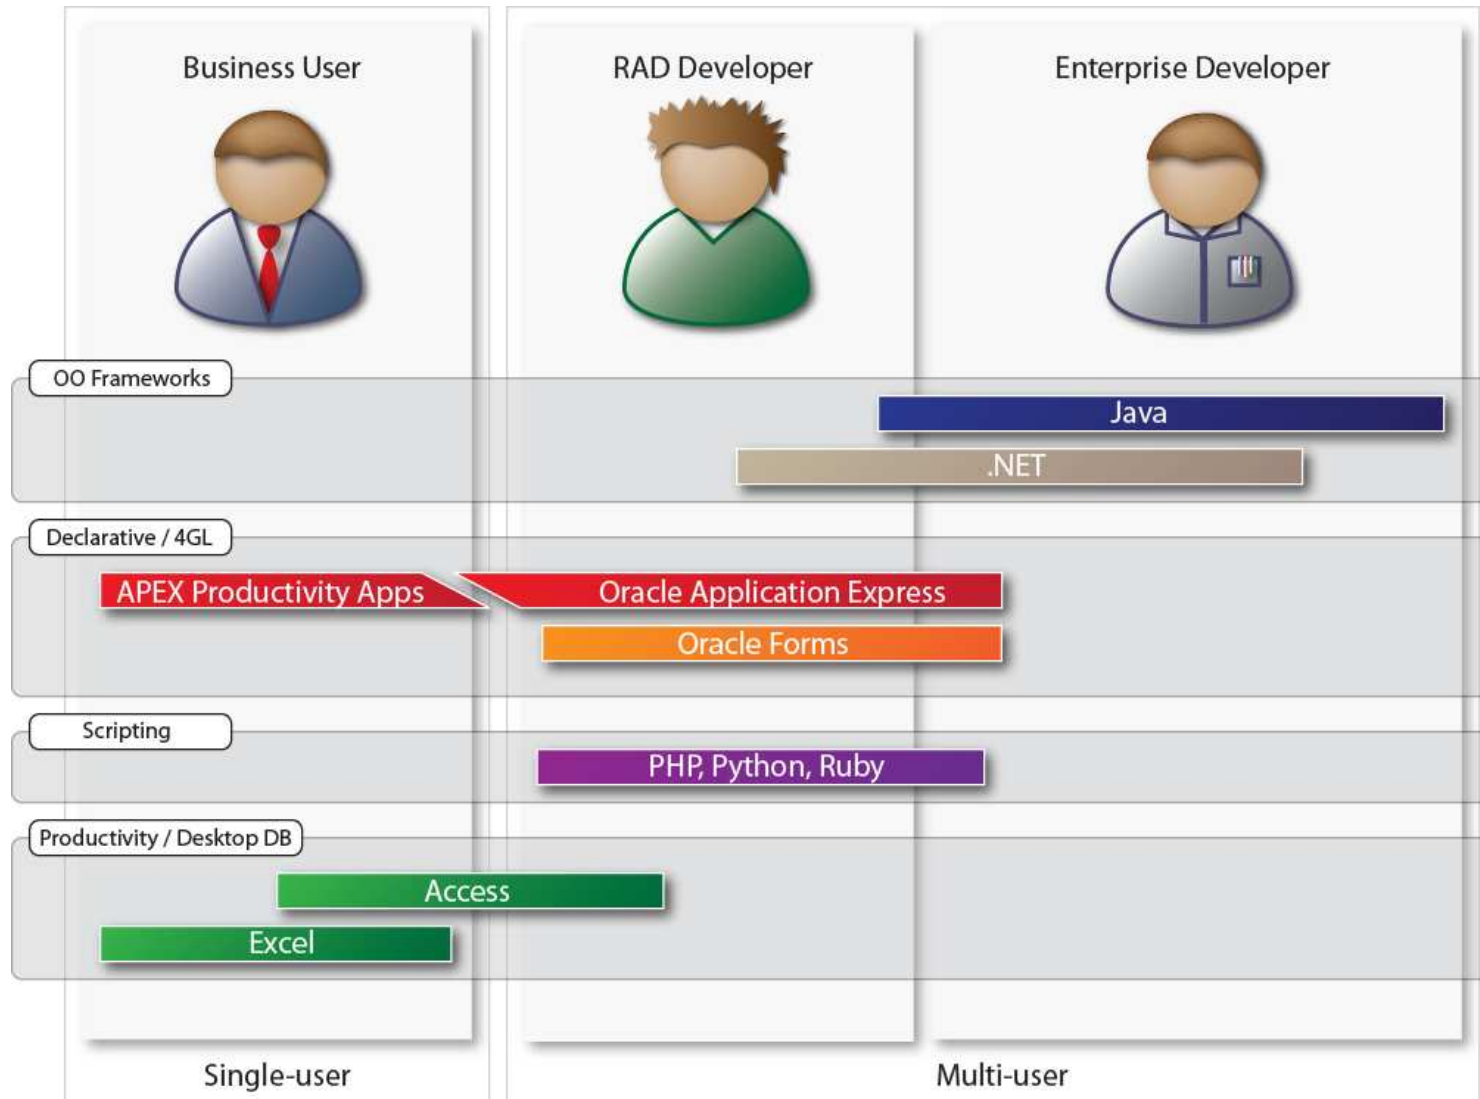 Business User
RAD Developer
Enterprise Developer
OO Frameworks
Java
.NET
Declarative / 4GL
APEX Productivity Apps
Oracle Application Express
Oracle Forms
Scripting
PHP, Python, Ruby
Productivity / Desktop DB
Access
Excel
Single-user
Multi-user